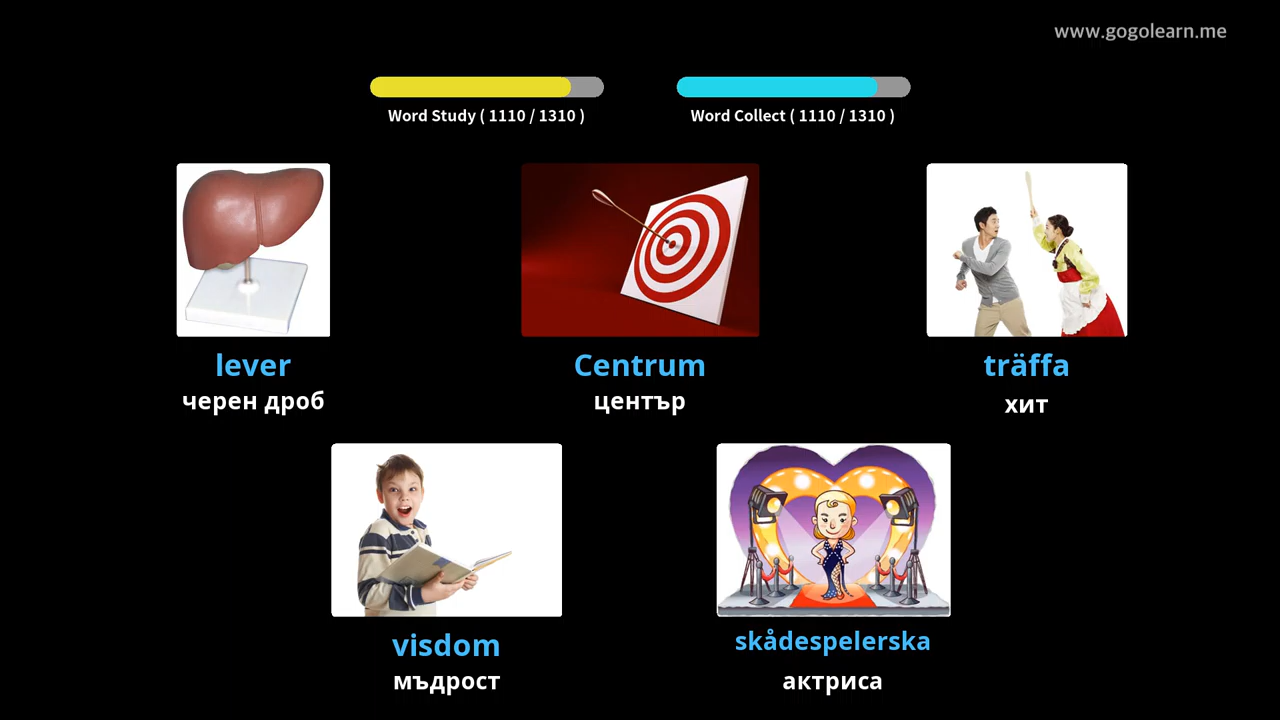 www.gogolearn.me
Word Study ( 1110 / 1310 )
Word Collect ( 1110 / 1310 )
lever
черен дроб
Centrum
център
träffa
хит
visdom
мъдрост
skådespelerska
актриса